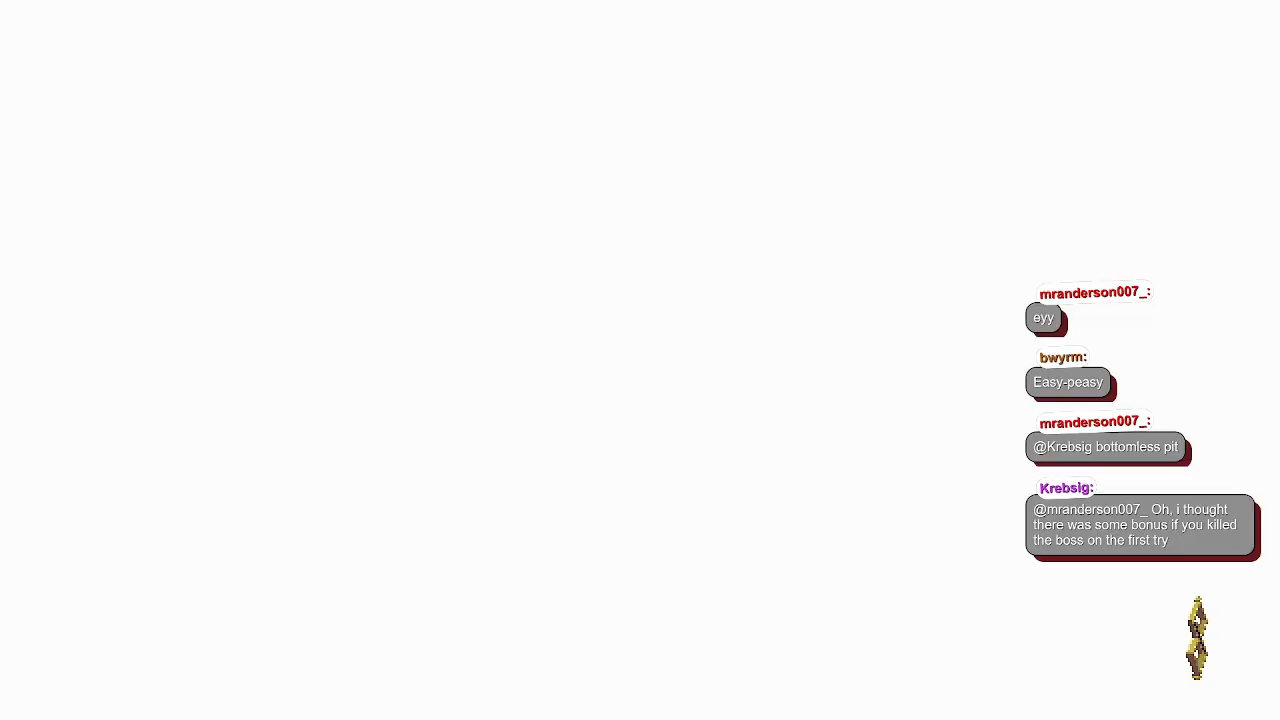 mranderson007_:
eyy
bwyrm:
Easy-peasy
mranderson007_:
@Krebsig bottomless pit
Krebsig:
@mranderson007_ Oh, i thought
there was some bonus if you killed
the boss on the first try